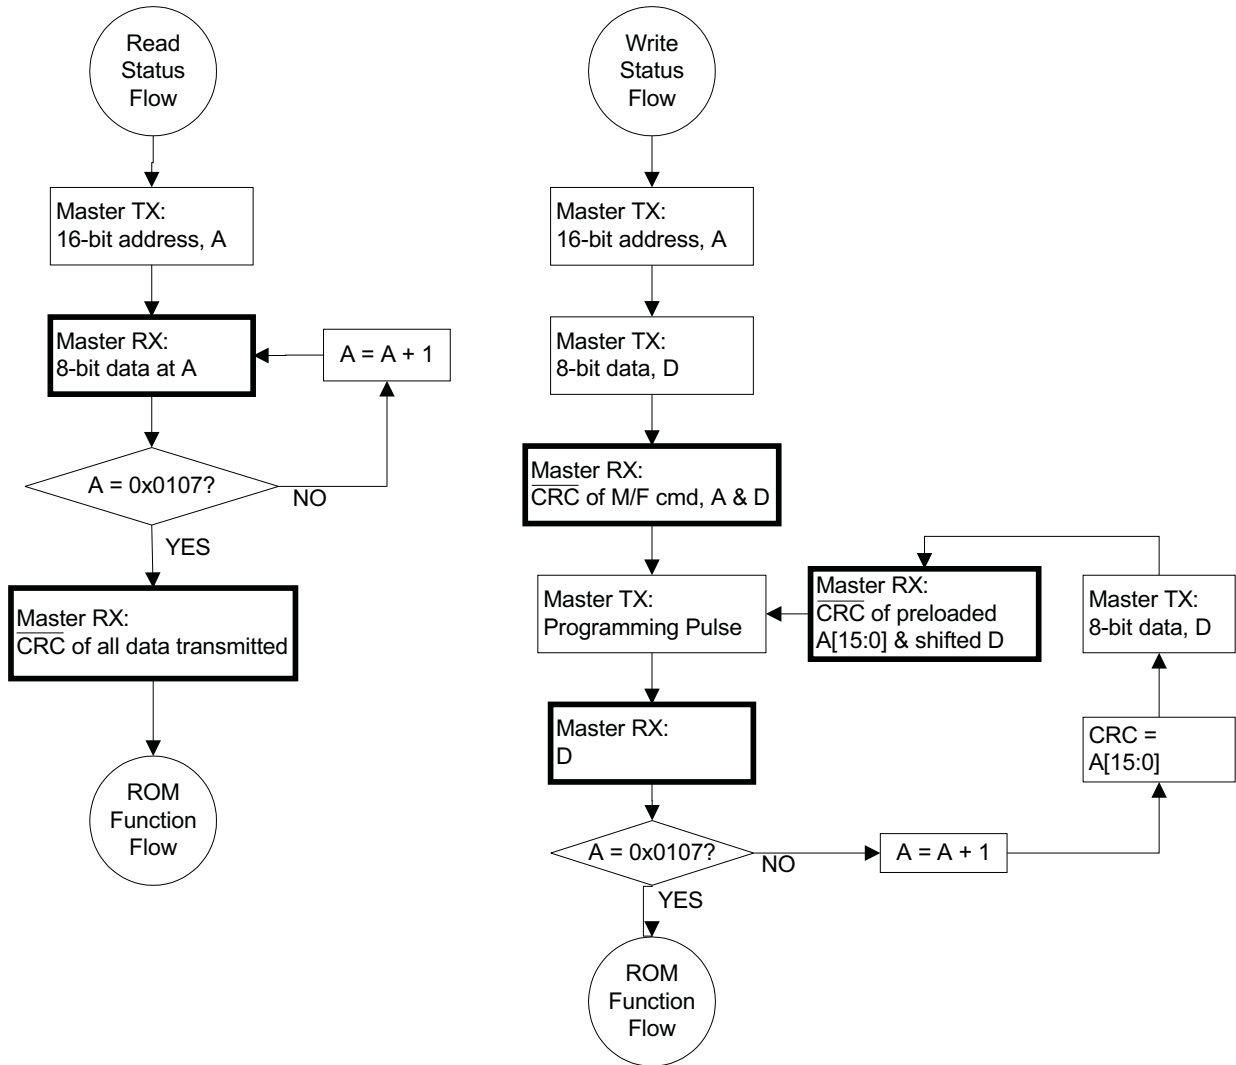 Read
Status
Flow
Master TX:
16-bit address, A
Master RX:
8-bit data at A
A = A + 1
A = 0x0107?
NO
YES
Master RX:
CRC of all data transmitted
ROM
Function
Flow
Write
Status
Flow
Master TX:
16-bit address, A
Master TX:
8-bit data, D
Master RX:
CRC of M/F cmd, A & D
Master TX:
Programming Pulse
Master RX:
D
A = 0x0107?
NO
YES
A = A + 1
CRC =
A[15:0]
Master TX:
8-bit data, D
Master RX:
CRC of preloaded
A[15:0] & shifted D
ROM
Function
Flow